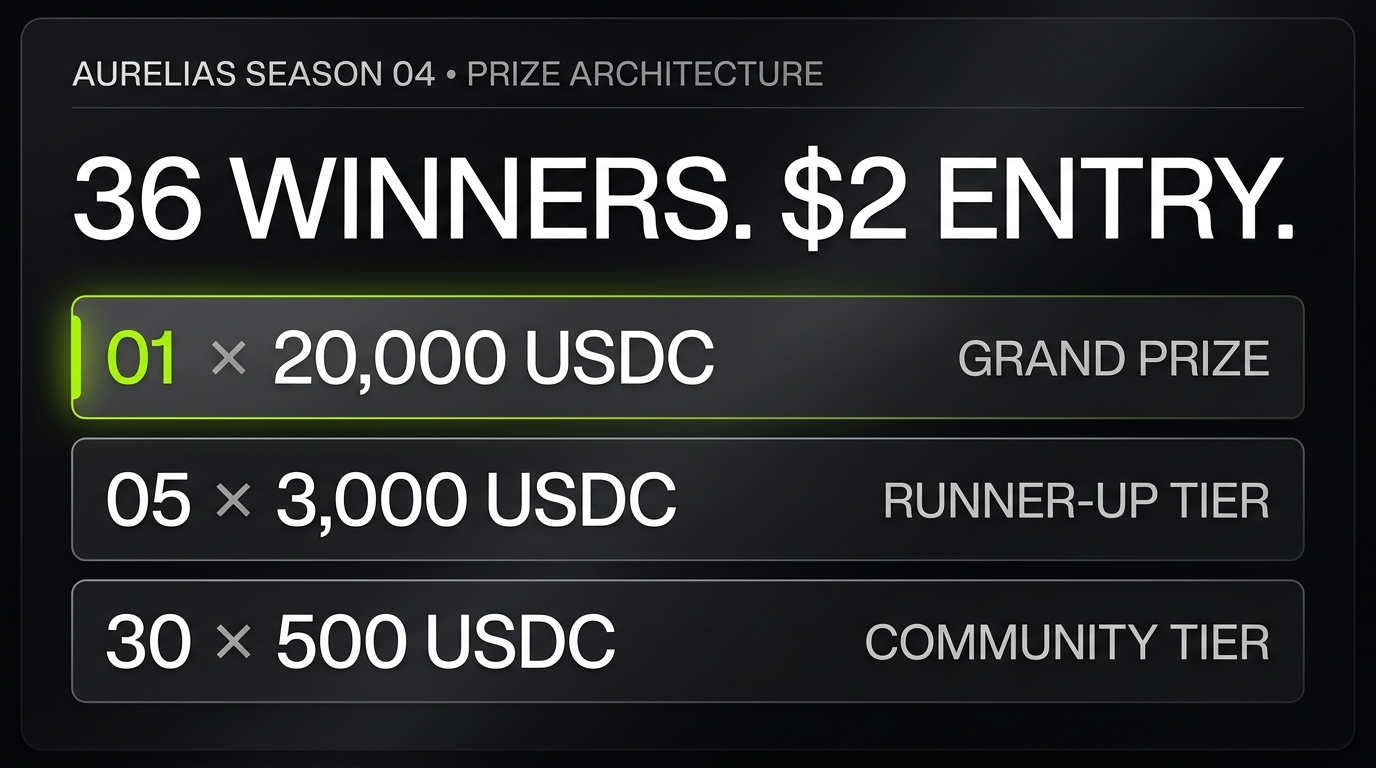 AURELIAS SEASON 04 • PRIZE ARCHITECTURE
36 WINNERS. $2 ENTRY.
01 × 20,000 USDC GRAND PRIZE
05 × 3,000 USDC RUNNER-UP TIER
30 × 500 USDC COMMUNITY TIER